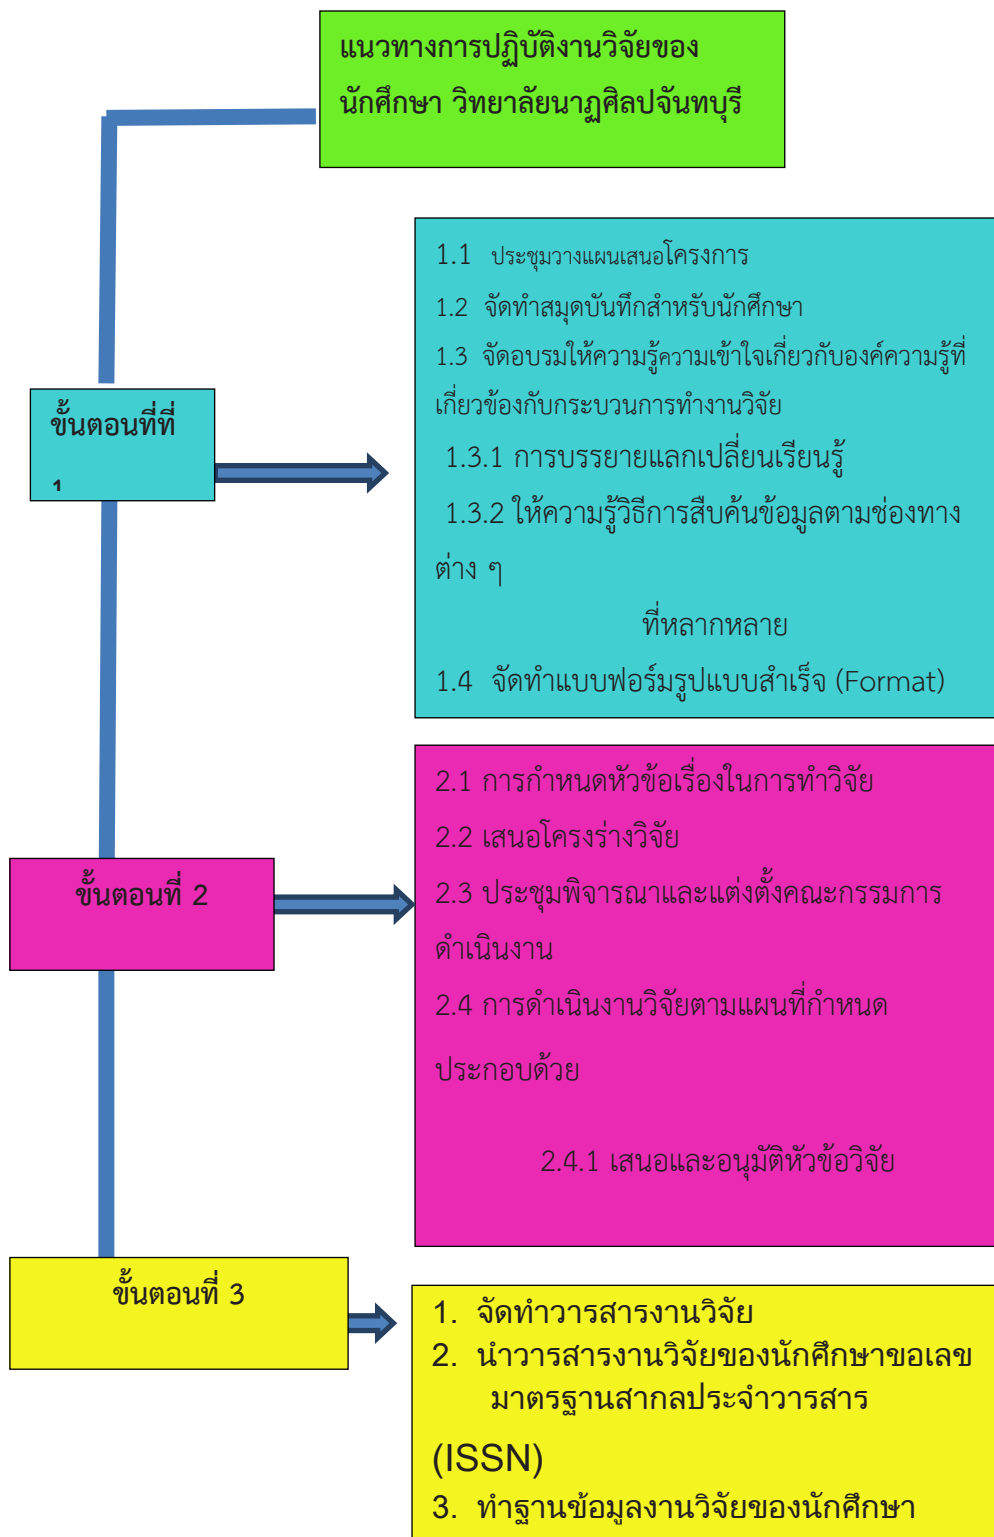 แนวทางการปฏิบัติงานวิจัยของ
นักศึกษา วิทยาลัยนาฏศิลปจันทบุรี
ขั้นตอนที่ที่
1
1.1 ประชุมวางแผนเสนอโครงการ
1.2 จัดทำสมุดบันทึกสำหรับนักศึกษา
1.3 จัดอบรมให้ความรู้ความเข้าใจเกี่ยวกับองค์ความรู้ที่
เกี่ยวข้องกับกระบวนการทำงานวิจัย
1.3.1 การบรรยายแลกเปลี่ยนเรียนรู้
1.3.2 ให้ความรู้วิธีการสืบค้นข้อมูลตามช่องทาง
ต่าง ๆ
ที่หลากหลาย
1.4 จัดทำแบบฟอร์มรูปแบบสำเร็จ (Format)
ขั้นตอนที่ 2
2.1 การกำหนดหัวข้อเรื่องในการทำวิจัย
2.2 เสนอโครงร่างวิจัย
2.3 ประชุมพิจารณาและแต่งตั้งคณะกรรมการ
ดำเนินงาน
2.4 การดำเนินงานวิจัยตามแผนที่กำหนด
ประกอบด้วย
2.4.1 เสนอและอนุมัติหัวข้อวิจัย
ขั้นตอนที่ 3
1. จัดทำวารสารงานวิจัย
2. นำวารสารงานวิจัยของนักศึกษาขอเลข
มาตรฐานสากลประจำวารสาร
(ISSN)
3. ทำฐานข้อมูลงานวิจัยของนักศึกษา